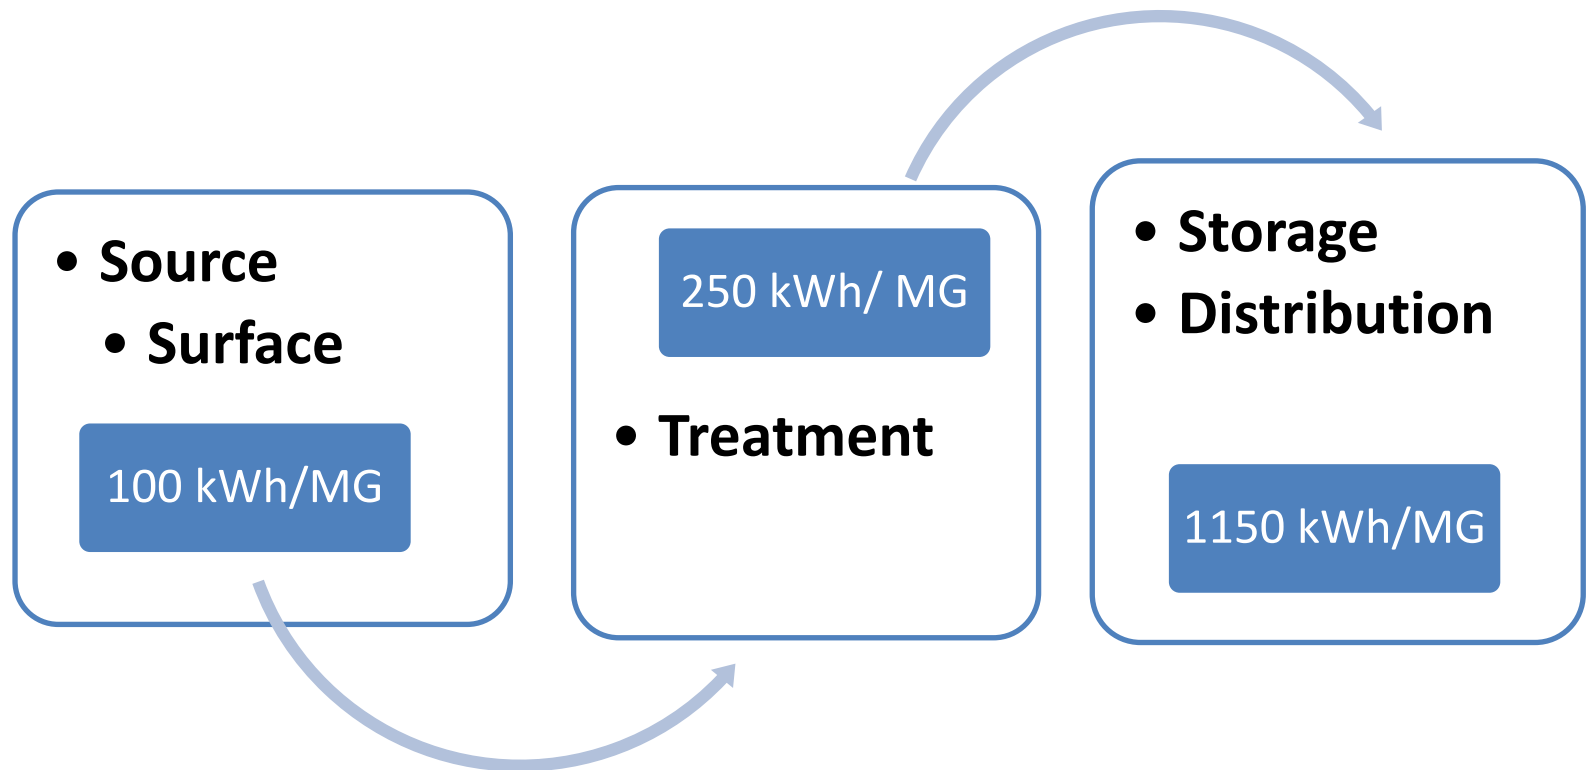 • Source
• Surface
100 kWh/MG
250 kWh/ MG
• Treatment
• Storage
• Distribution
1150 kWh/MG